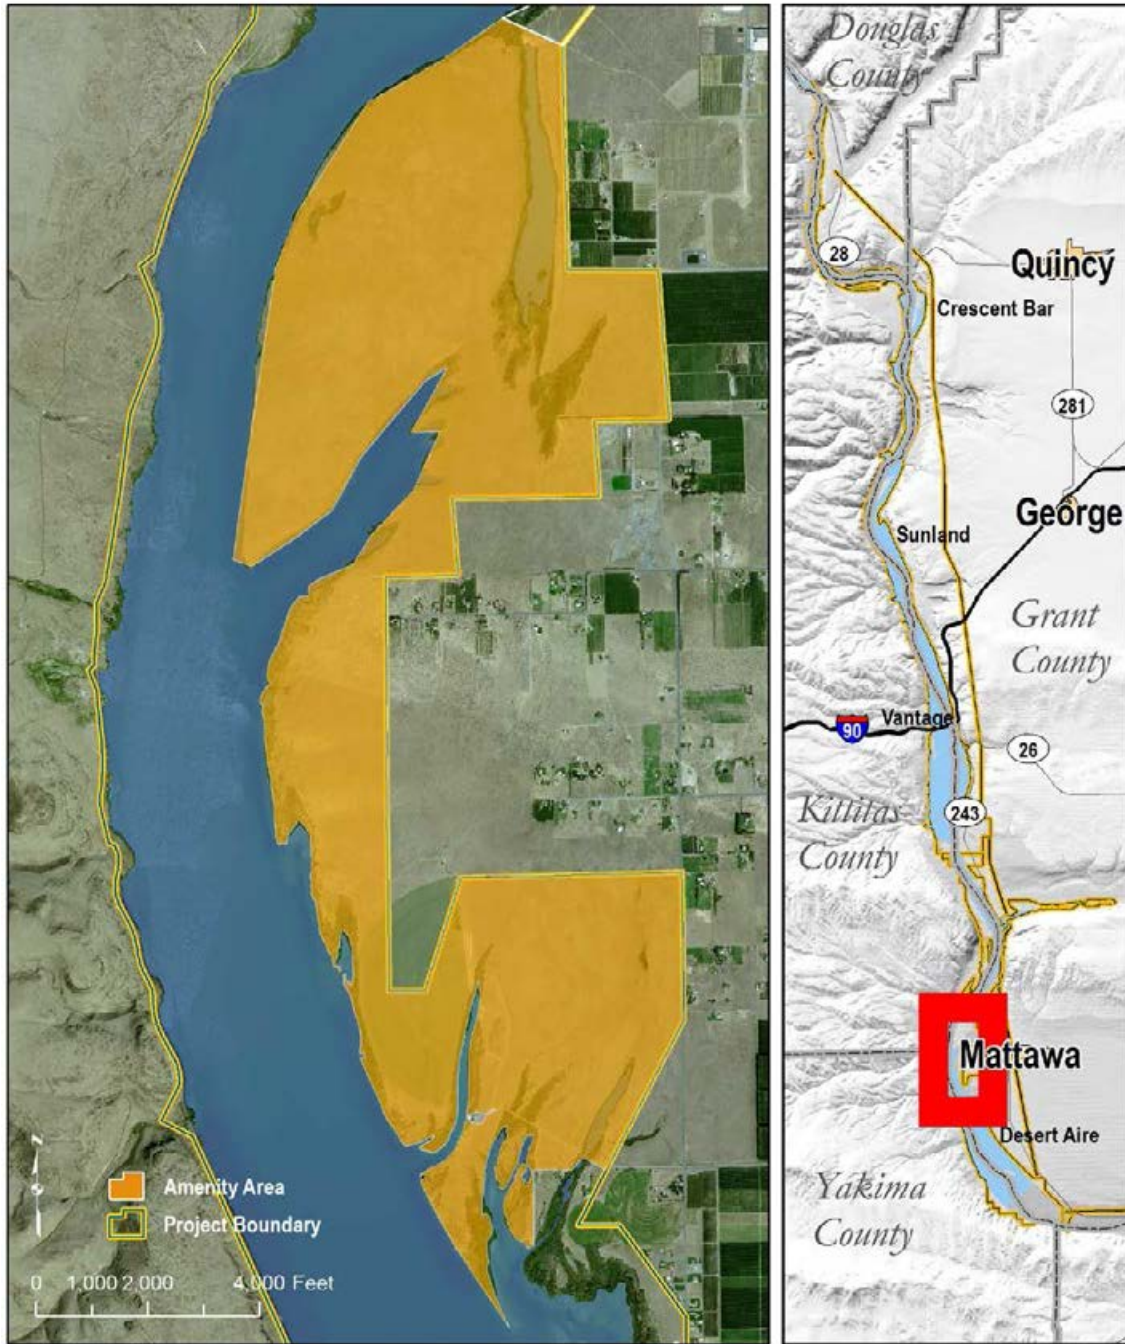 N
Amenity Area
Project Boundary
0 1,000 2,000 4,000 Feet
Douglas
County
28
Quincy
Crescent Bar
281
George
Sunland
Grant
County
Vantage
90
26
Kittitas
County
243
Mattawa
Desert Aire
Yakima
County